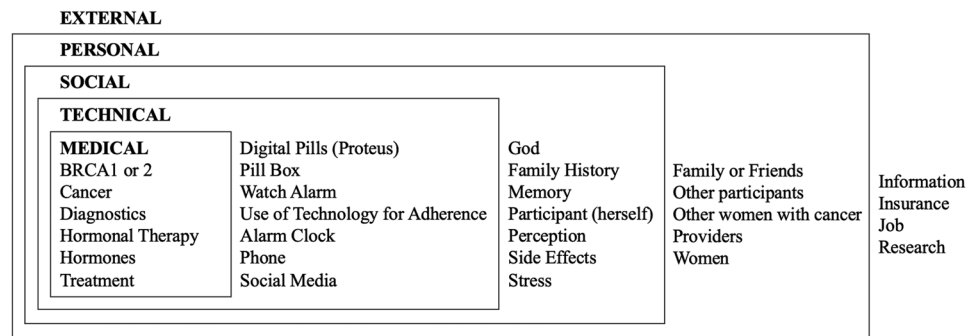 EXTERNAL
PERSONAL
SOCIAL
TECHNICAL
MEDICAL
BRCA1 or 2
Cancer
Diagnostics
Hormonal Therapy
Hormones
Treatment
Digital Pills (Proteus)
Pill Box
Watch Alarm
Use of Technology for Adherence
Alarm Clock
Phone
Social Media
God
Family History
Memory
Participant (herself)
Perception
Side Effects
Stress
Family or Friends
Other participants
Other women with cancer
Providers
Women
Information
Insurance
Job
Research